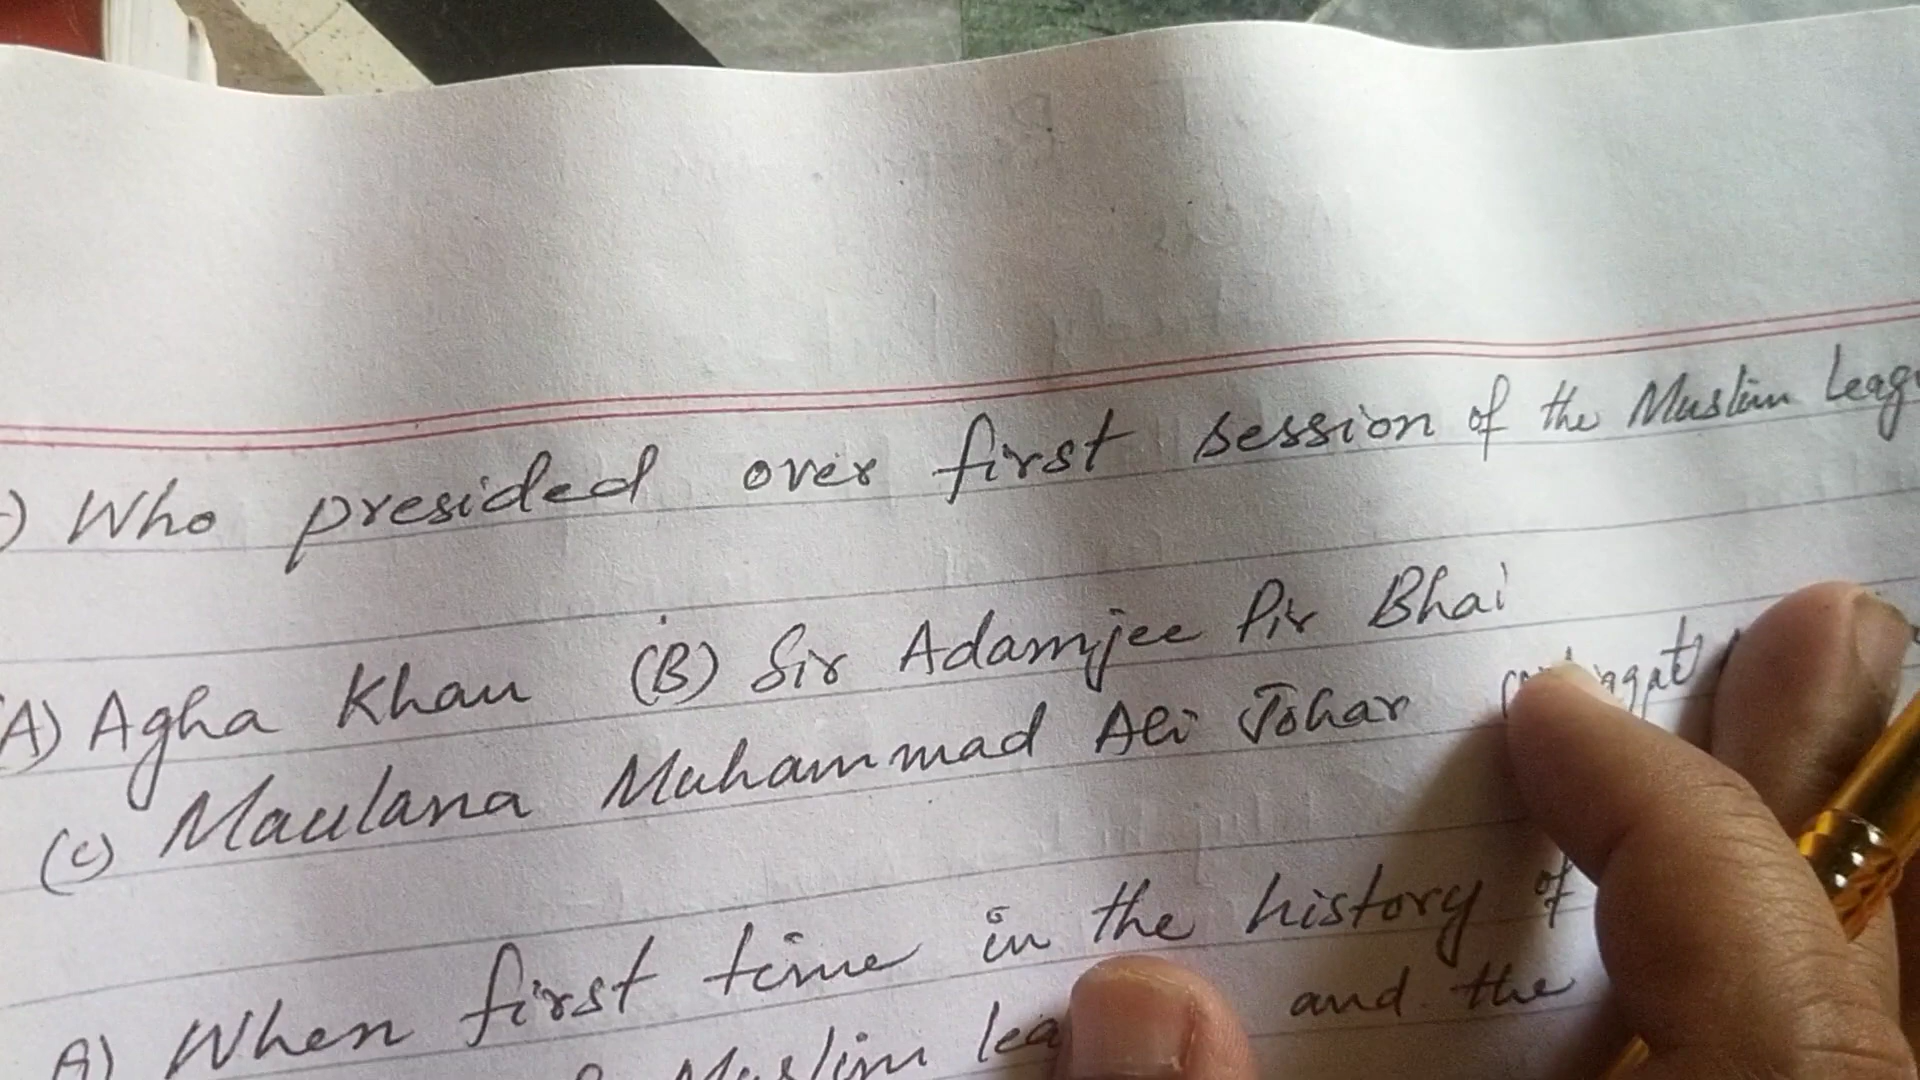 ) Who presided over first session of the Muslim Leag
(A) Agha Khan (B) Sir Adamjee Pir Bhai
(C) Maulana Muhammad Ali Johar
A) When first time in the history of
Muslim lea and the